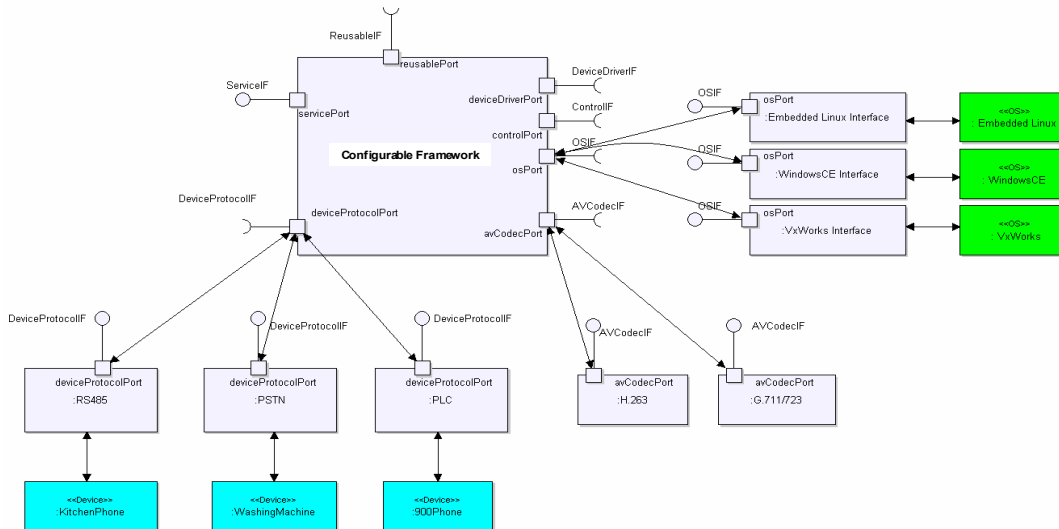 ReusableIF
reusablePort
ServiceIF
servicePort
DeviceDriverIF
deviceDriverPort
ControlIF
controlPort
Configurable Framework
OSIF
osPort
DeviceProtocolIF
deviceProtocolPort
AVCodecIF
avCodecPort
OSIF
osPort
:Embedded Linux Interface
<<OS>>
: Embedded Linux
OSIF
osPort
:WindowsCE Interface
<<OS>>
: WindowsCE
OSIF
osPort
:VxWorks Interface
<<OS>>
: VxWorks
DeviceProtocolIF
deviceProtocolPort
:RS485
DeviceProtocolIF
deviceProtocolPort
:PSTN
DeviceProtocolIF
deviceProtocolPort
:PLC
AVCodecIF
avCodecPort
:H.263
AVCodecIF
avCodecPort
:G.711/723
<<Device>>
:KitchenPhone
<<Device>>
:WashingMachine
<<Device>>
:900Phone